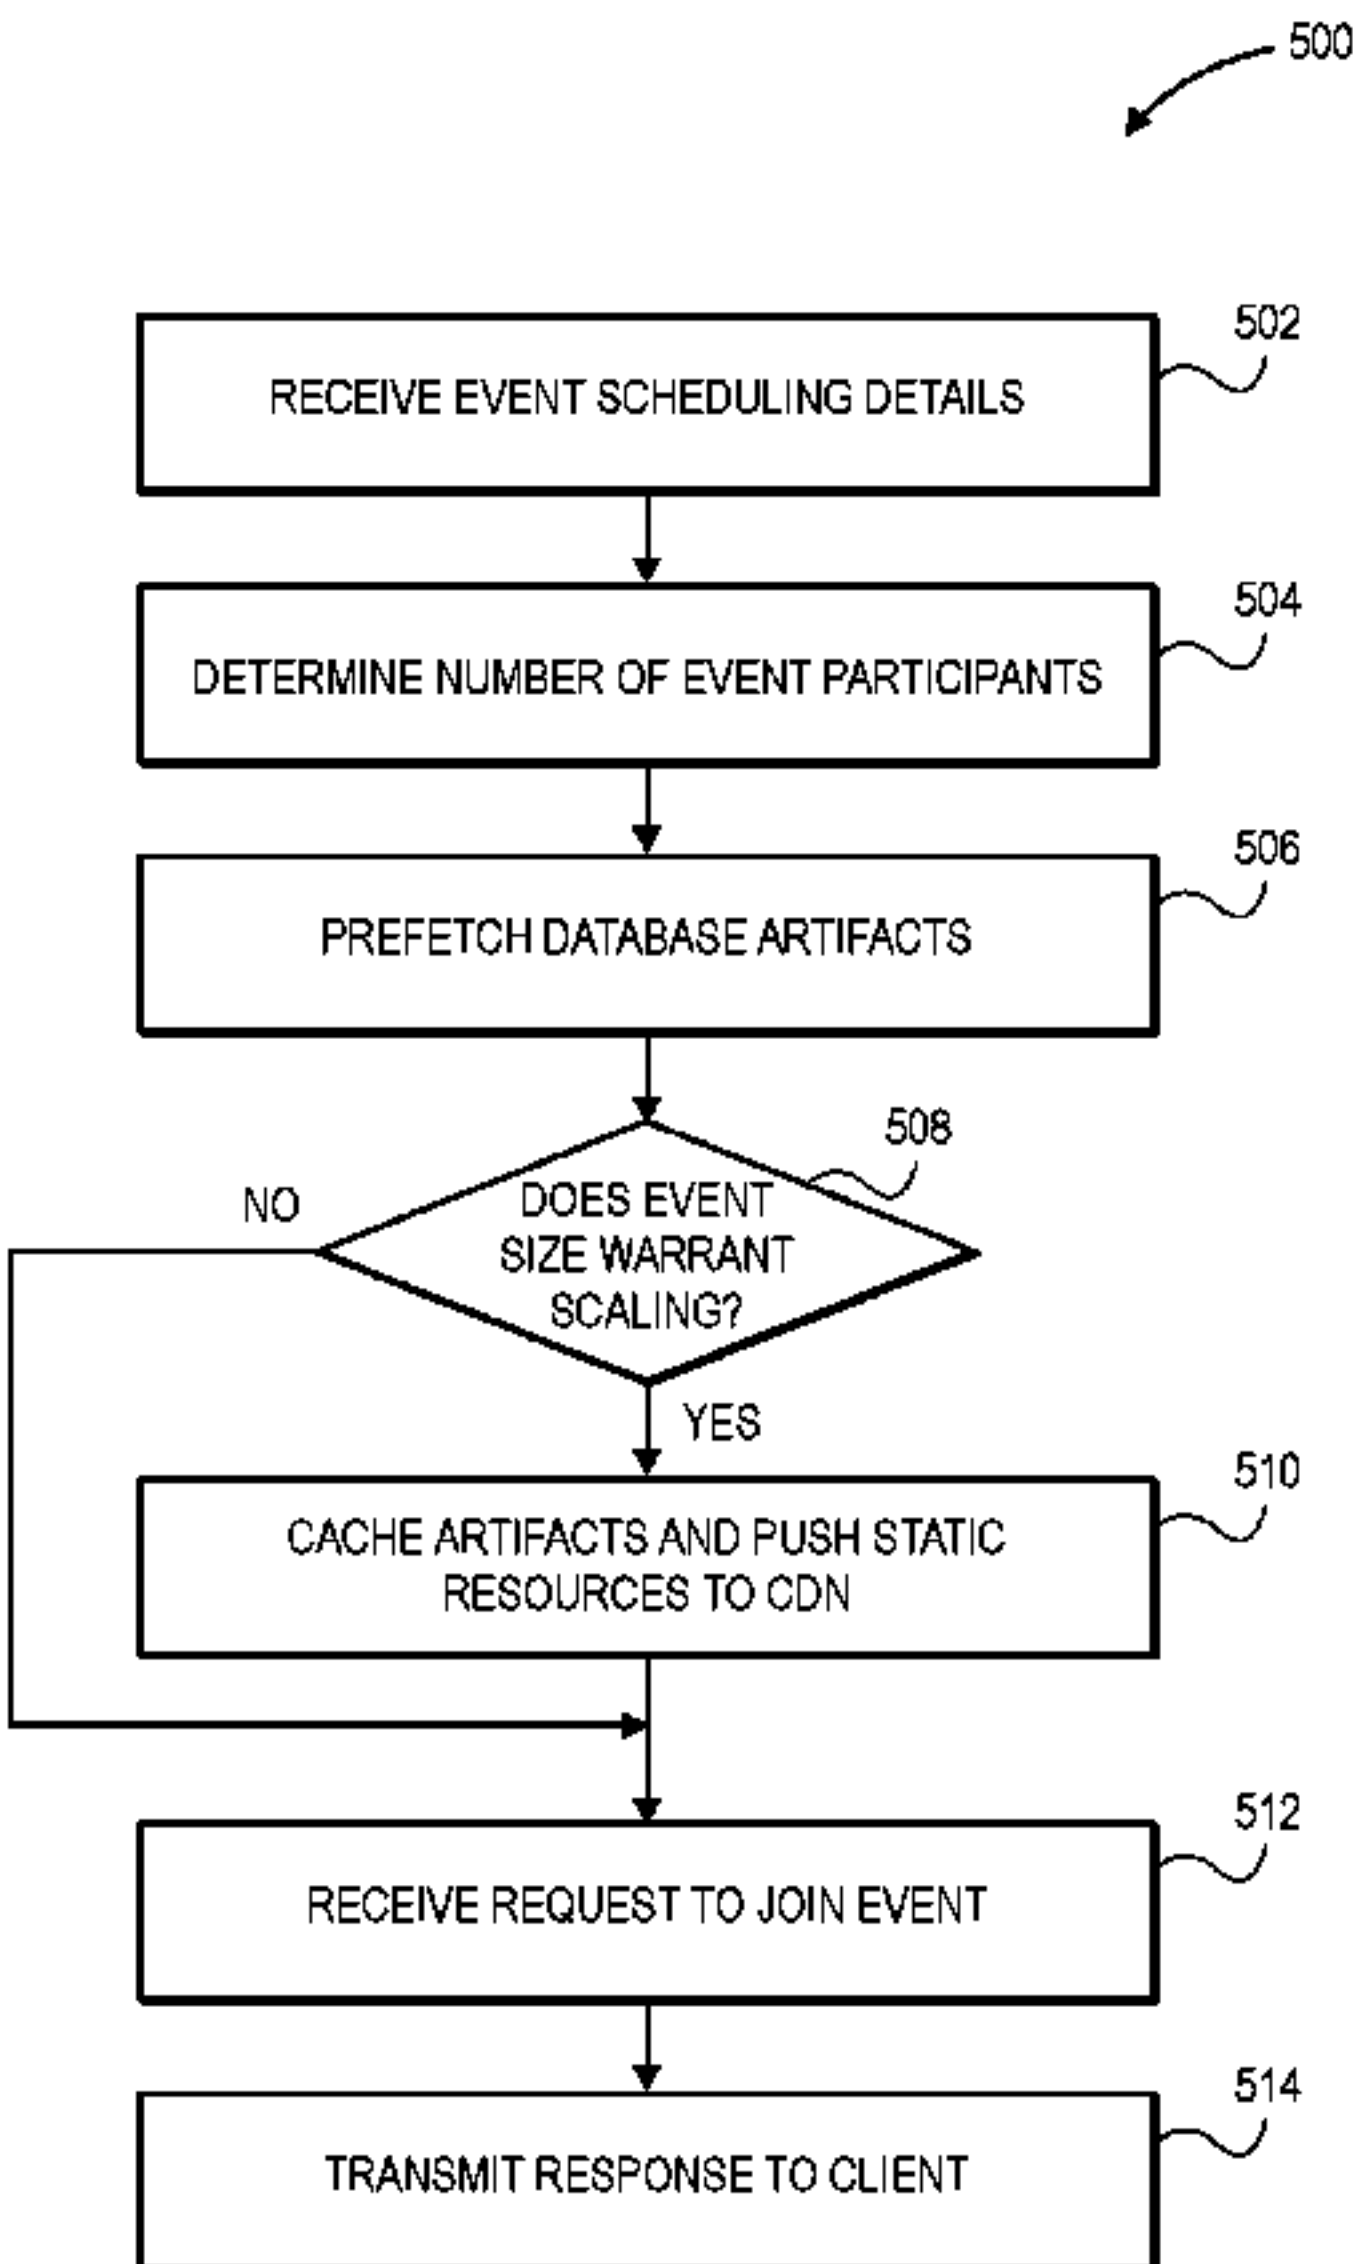 500
502
RECEIVE EVENT SCHEDULING DETAILS
504
DETERMINE NUMBER OF EVENT PARTICIPANTS
506
PREFETCH DATABASE ARTIFACTS
508
NO
DOES EVENT
SIZE WARRANT
SCALING?
YES
510
CACHE ARTIFACTS AND PUSH STATIC
RESOURCES TO CDN
512
RECEIVE REQUEST TO JOIN EVENT
514
TRANSMIT RESPONSE TO CLIENT